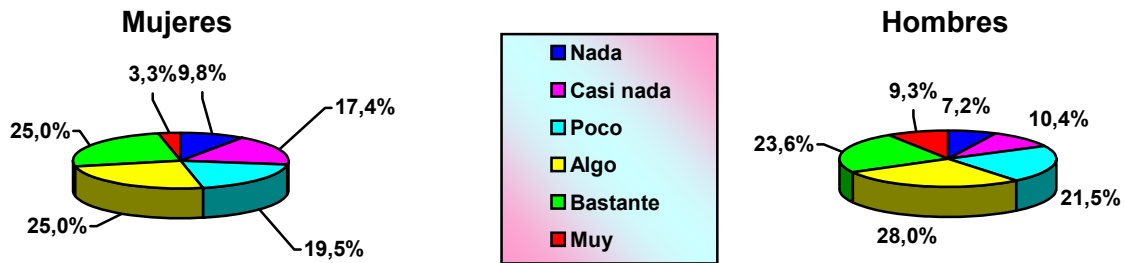 Mujeres
3,3%
9,8%
17,4%
25,0%
25,0%
19,5%
Nada
Casi nada
Poco
Algo
Bastante
Muy
Hombres
9,3%
7,2%
10,4%
23,6%
21,5%
28,0%